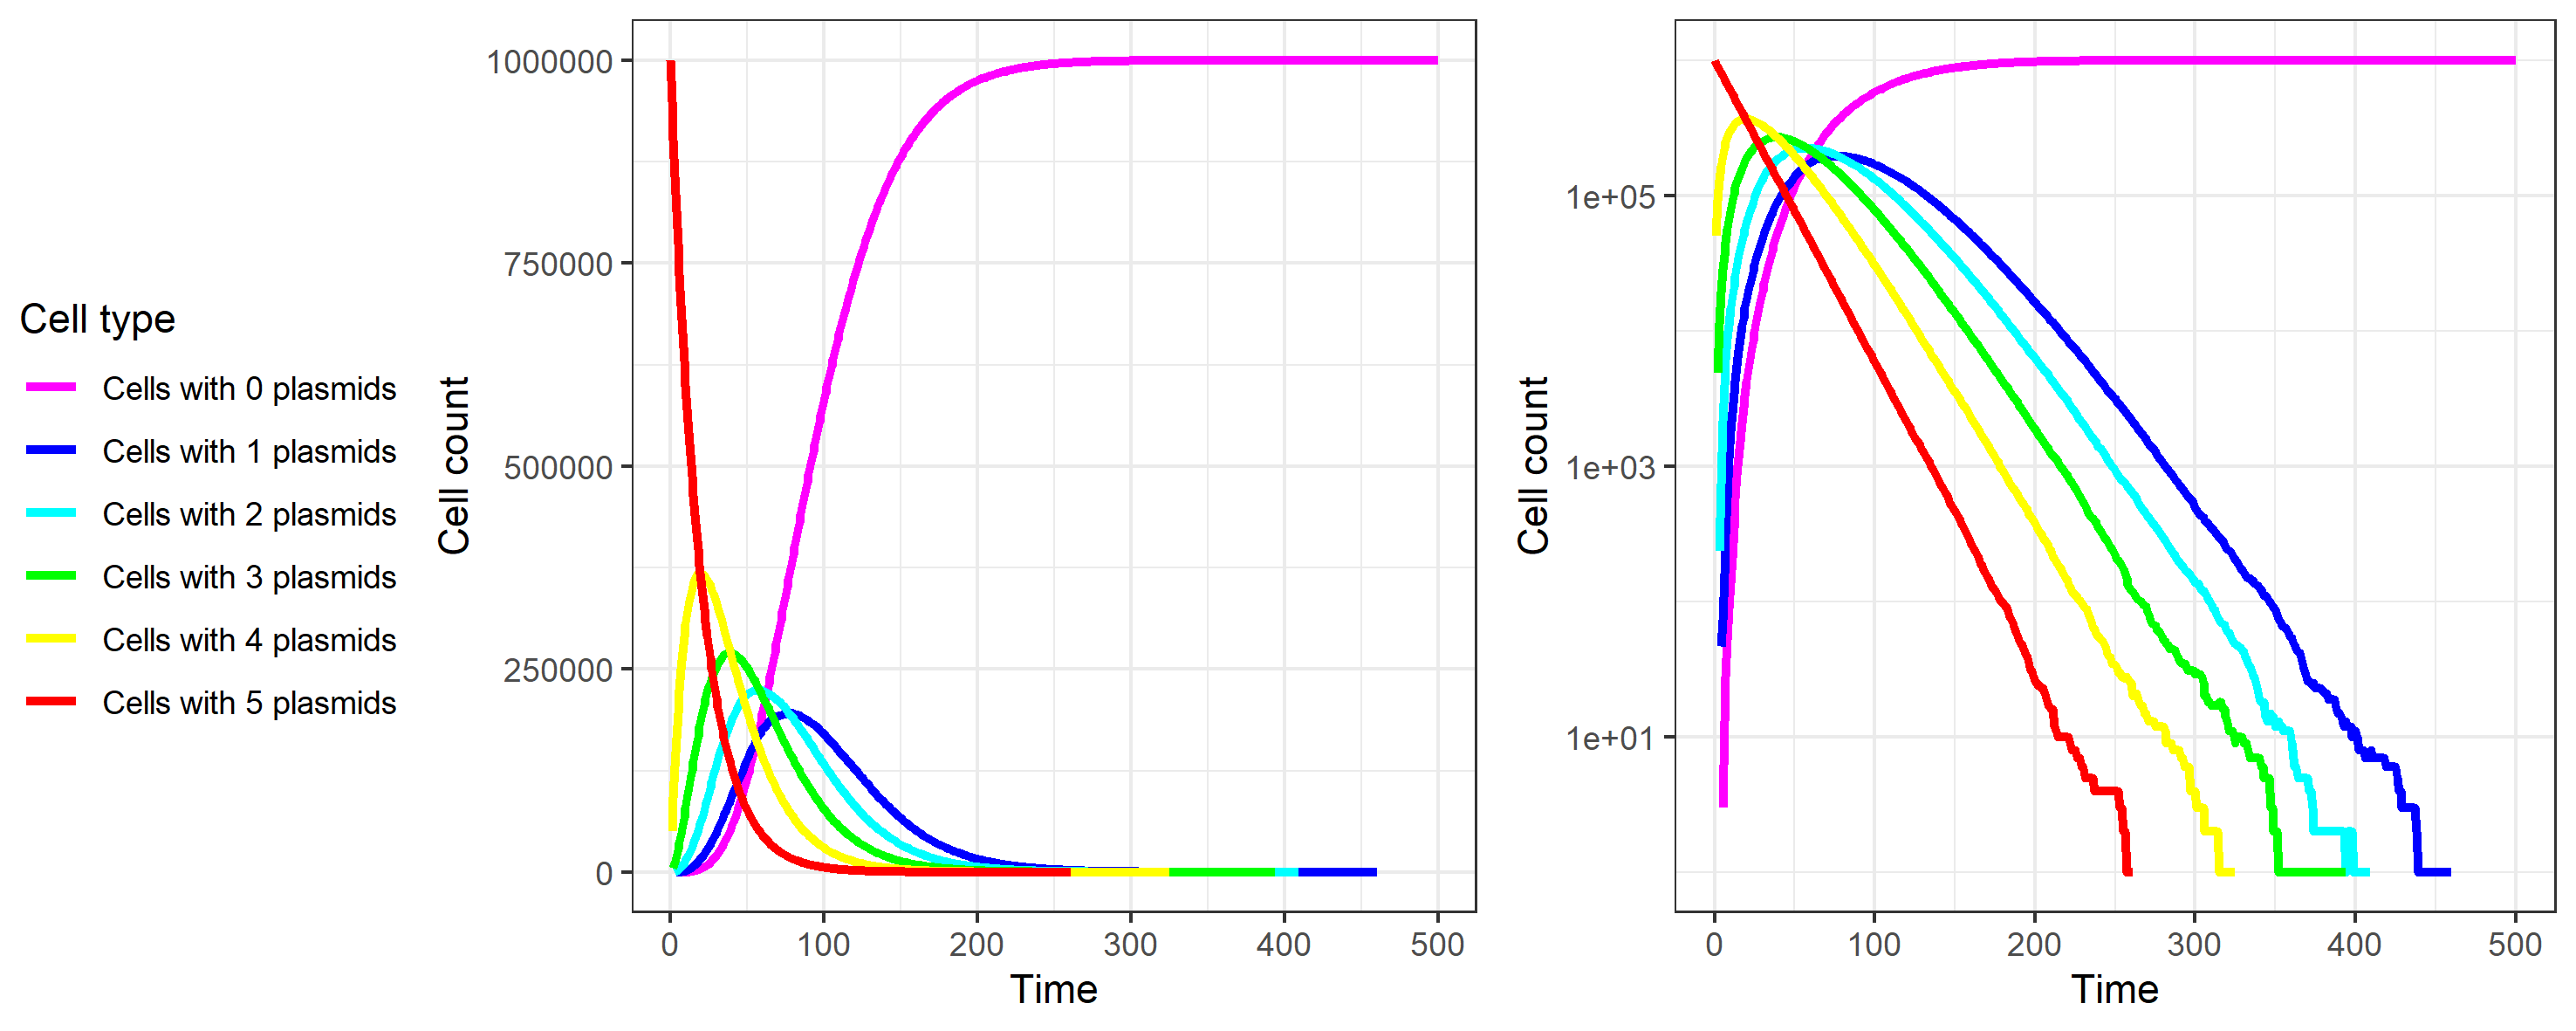 Cell type
Cells with 0 plasmids
Cells with 1 plasmids
Cells with 2 plasmids
Cells with 3 plasmids
Cells with 4 plasmids
Cells with 5 plasmids
Cell count
1000000
750000
500000
250000
0
0 100 200 300 400 500
Time
Cell count
1e+05
1e+03
1e+01
0 100 200 300 400 500
Time